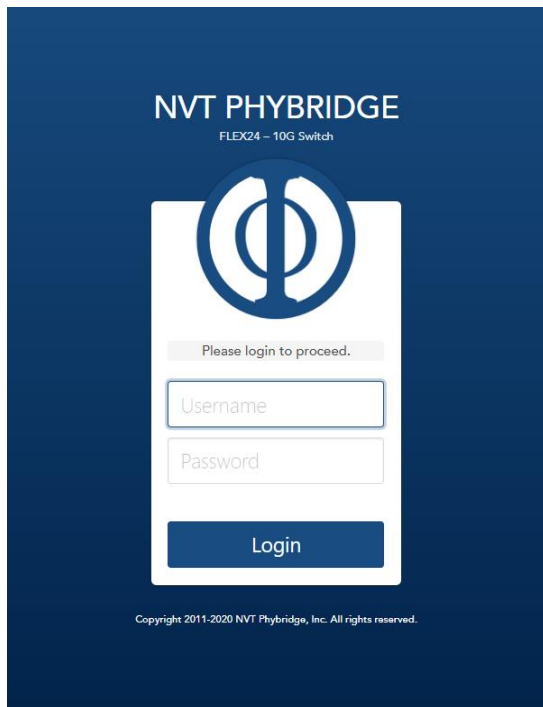 NVT PHYBRIDGE
FLEX24 – 10G Switch
Please login to proceed.
Username
Password
Login
Copyright 2011-2020 NVT Phybridge, Inc. All rights reserved.